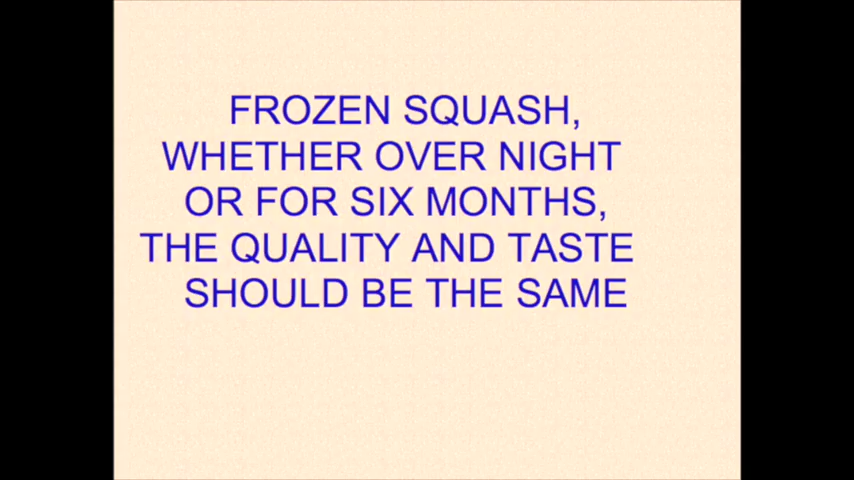 FROZEN SQUASH,
WHETHER OVER NIGHT
OR FOR SIX MONTHS,
THE QUALITY AND TASTE
SHOULD BE THE SAME